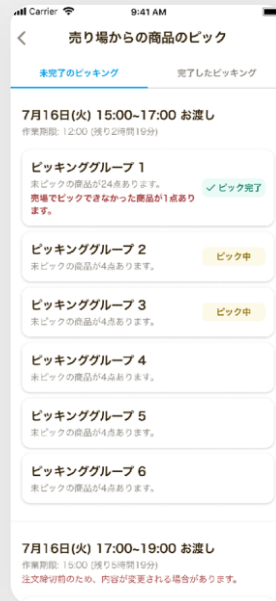 Carrier 9:41 AM
売り場からの商品のピック
未完了のピッキング 完了したピッキング
7月16日(火) 15:00~17:00 お渡し
作業期限: 12:00 (残り2時間19分)
ピッキンググループ 1
未ピックの商品が24点あります。
売場でピックできなかった商品が1点あり
ます。
ピック完了
ピッキンググループ 2
未ピックの商品が4点あります。
ピック中
ピッキンググループ 3
未ピックの商品が4点あります。
ピック中
ピッキンググループ 4
未ピックの商品が4点あります。
ピッキンググループ 5
未ピックの商品が4点あります。
ピッキンググループ 6
未ピックの商品が4点あります。
7月16日(火) 17:00~19:00 お渡し
作業期限: 15:00 (残り5時間19分)
注文締切前のため、内容が変更される場合があります。